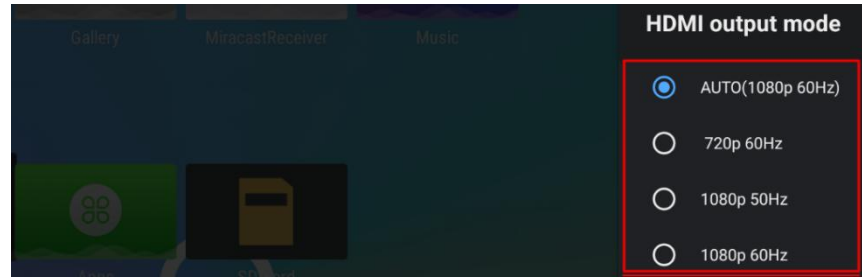 HDMI output mode
Gallery
MiracastReceiver
Music
AUTO(1080p 60Hz)
720p 60Hz
1080p 50Hz
1080p 60Hz